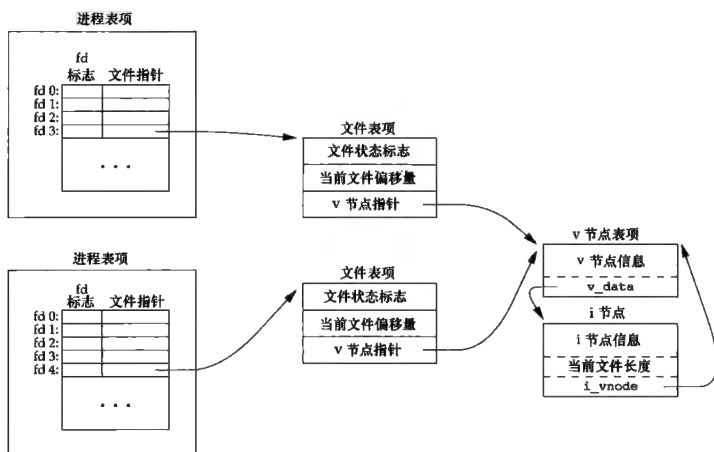 进程表项
fd
标志 文件指针
fd 0:
fd 1:
fd 2:
fd 3:
...
文件表项
文件状态标志
当前文件偏移量
v 节点指针
v 节点表项
v 节点信息
v_data
i 节点
i 节点信息
当前文件长度
i_vnode
进程表项
fd
标志 文件指针
fd 0:
fd 1:
fd 2:
fd 3:
fd 4:
...
文件表项
文件状态标志
当前文件偏移量
v 节点指针